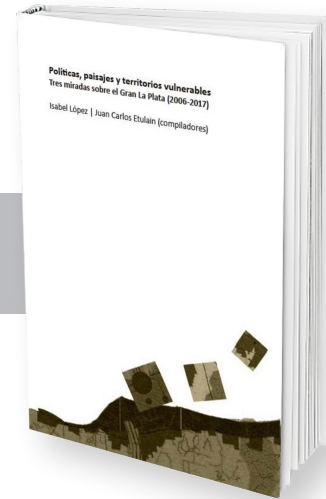 Políticas, paisajes y territorios vulnerables
Tres miradas sobre el Gran La Plata (2006-2017)
Isabel López | Juan Carlos Etulain (compiladores)